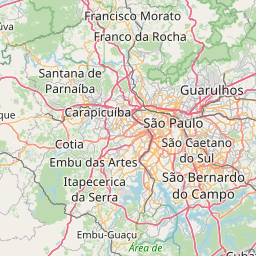 Francisco Morato
Franco da Rocha
Santana de
Parnaíba
Guarulhos
Carapicuíba
São Paulo
Cotia
São Caetano
do Sul
Embu das Artes
Itapecerica
da Serra
São Bernardo
do Campo
Embu-Guaçu
Área de
Cuba